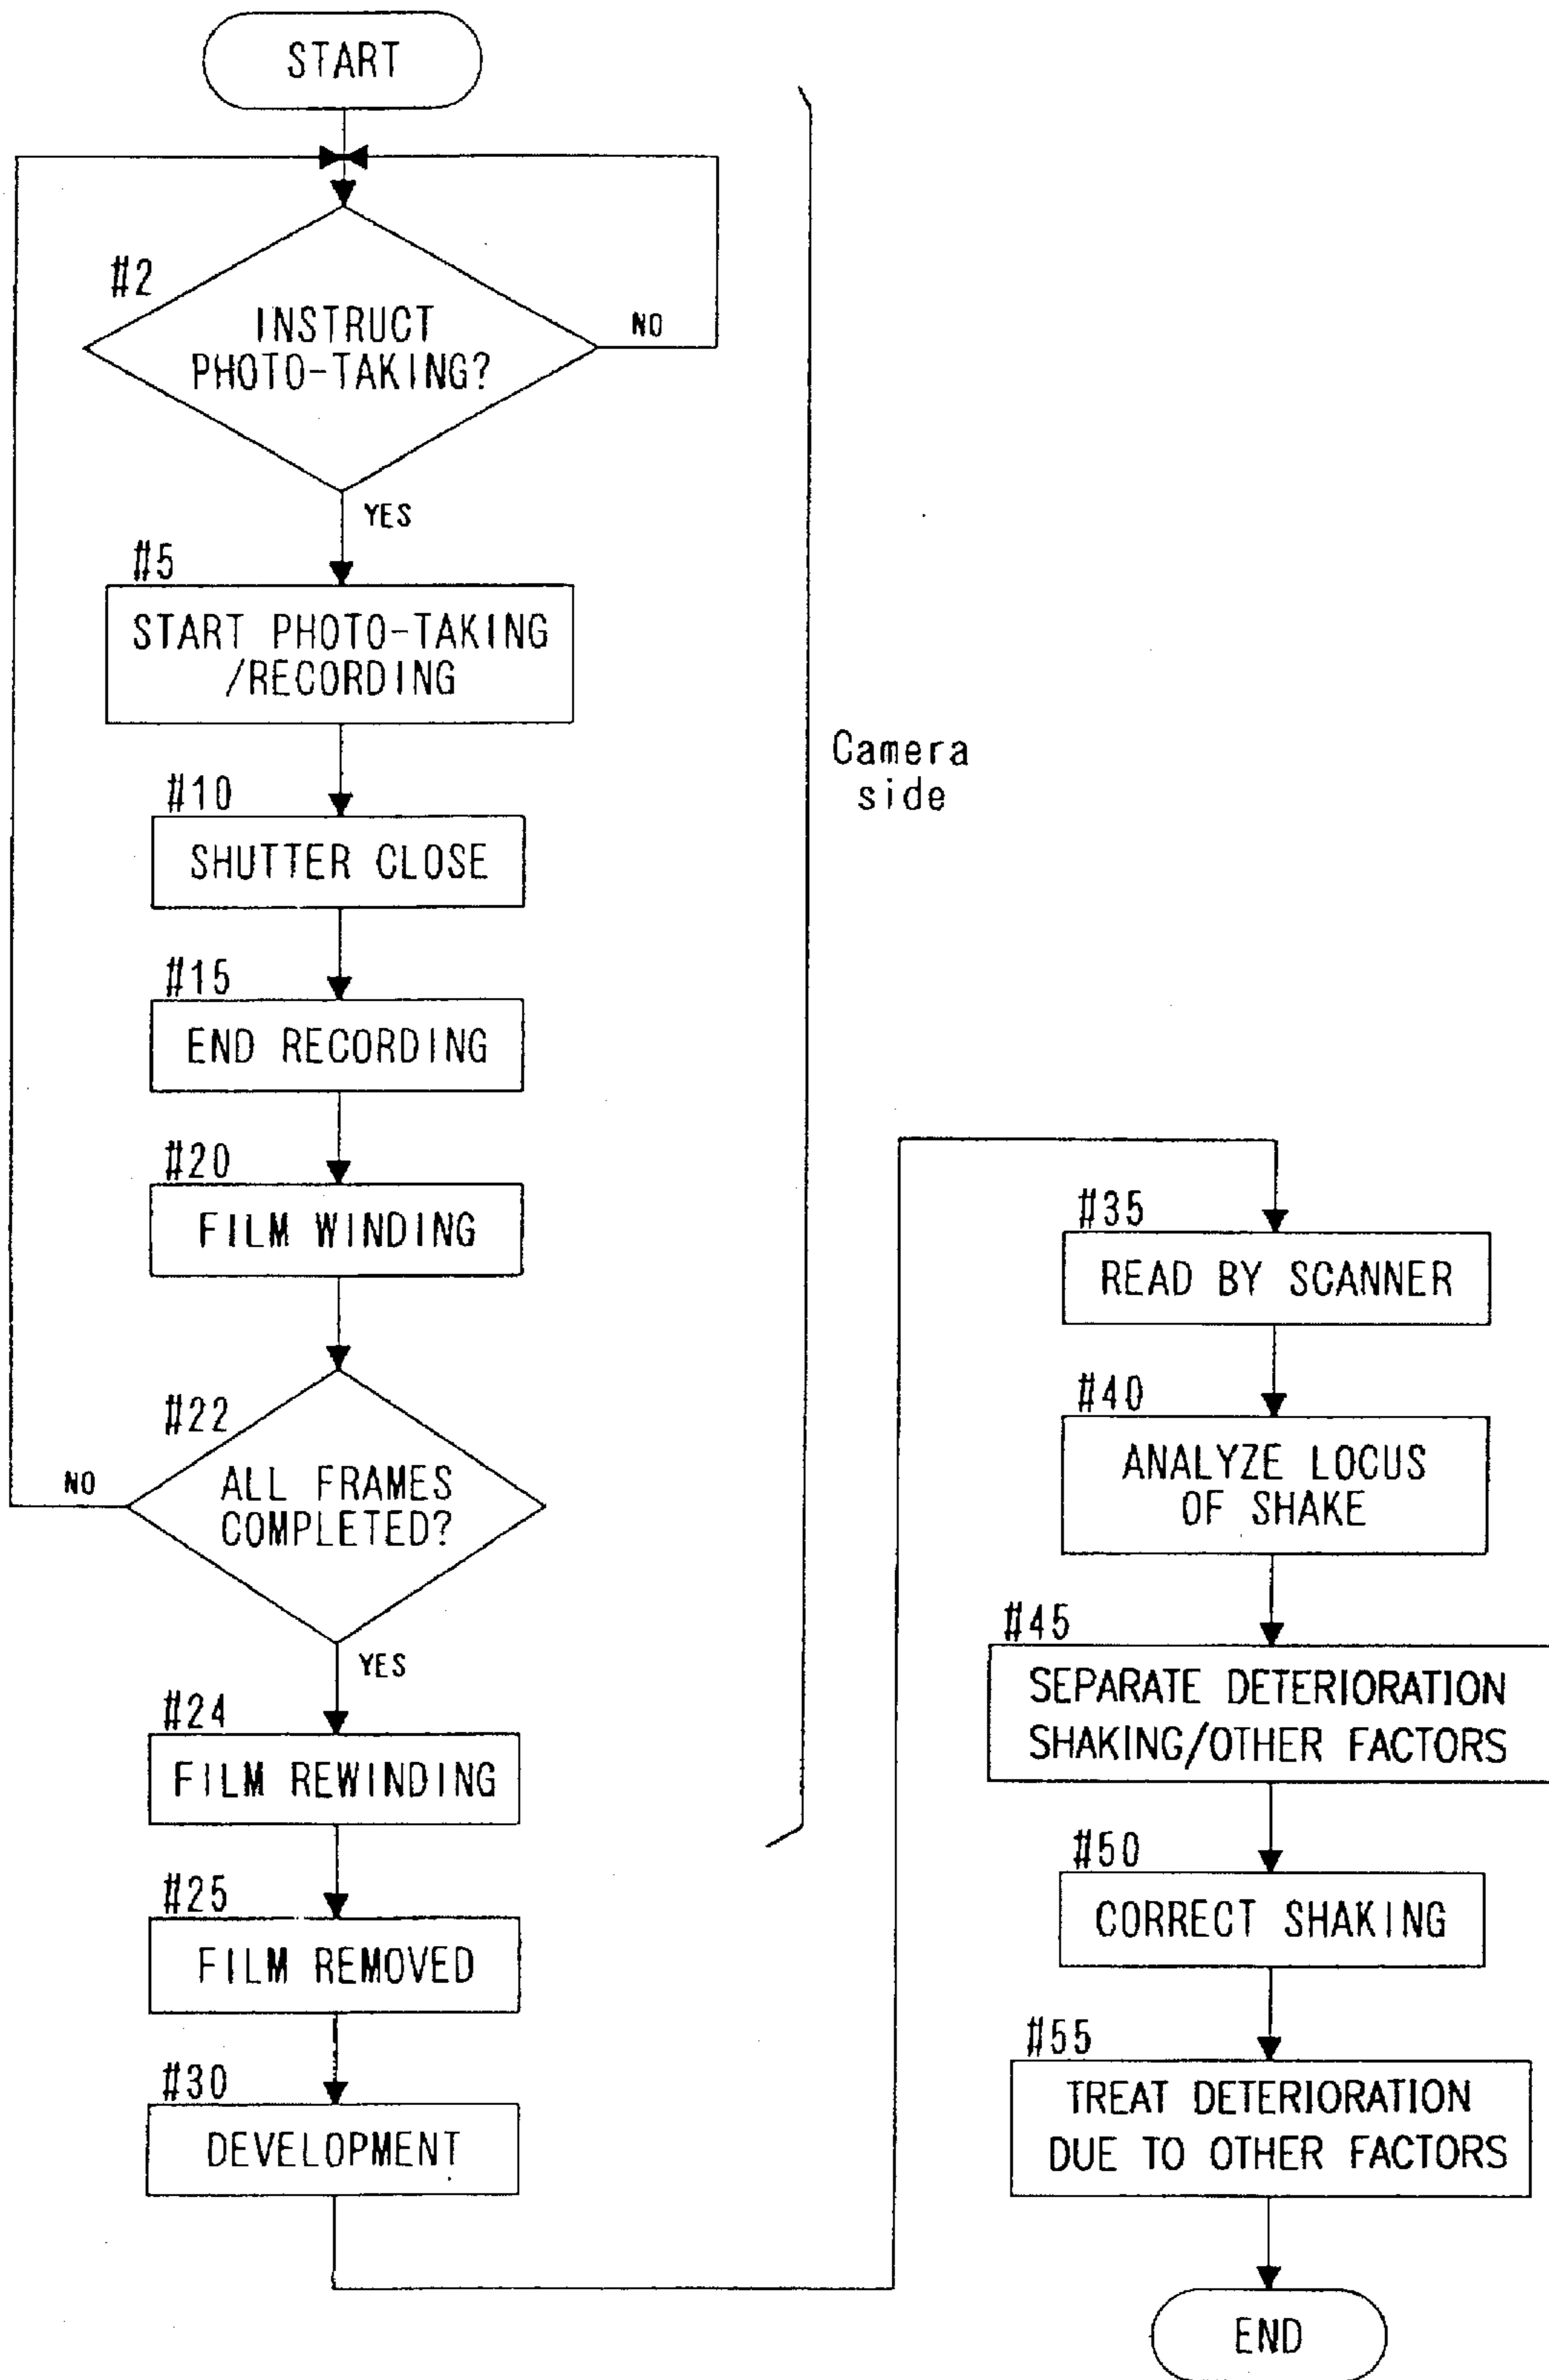 START
#2
INSTRUCT
PHOTO-TAKING?
NO
YES
#5
START PHOTO-TAKING
/RECORDING
#10
SHUTTER CLOSE
#15
END RECORDING
#20
FILM WINDING
#22
ALL FRAMES
COMPLETED?
NO
YES
#24
FILM REWINDING
#25
FILM REMOVED
#30
DEVELOPMENT
Camera
side
#35
READ BY SCANNER
#40
ANALYZE LOCUS
OF SHAKE
#45
SEPARATE DETERIORATION
SHAKING/OTHER FACTORS
#50
CORRECT SHAKING
#55
TREAT DETERIORATION
DUE TO OTHER FACTORS
END